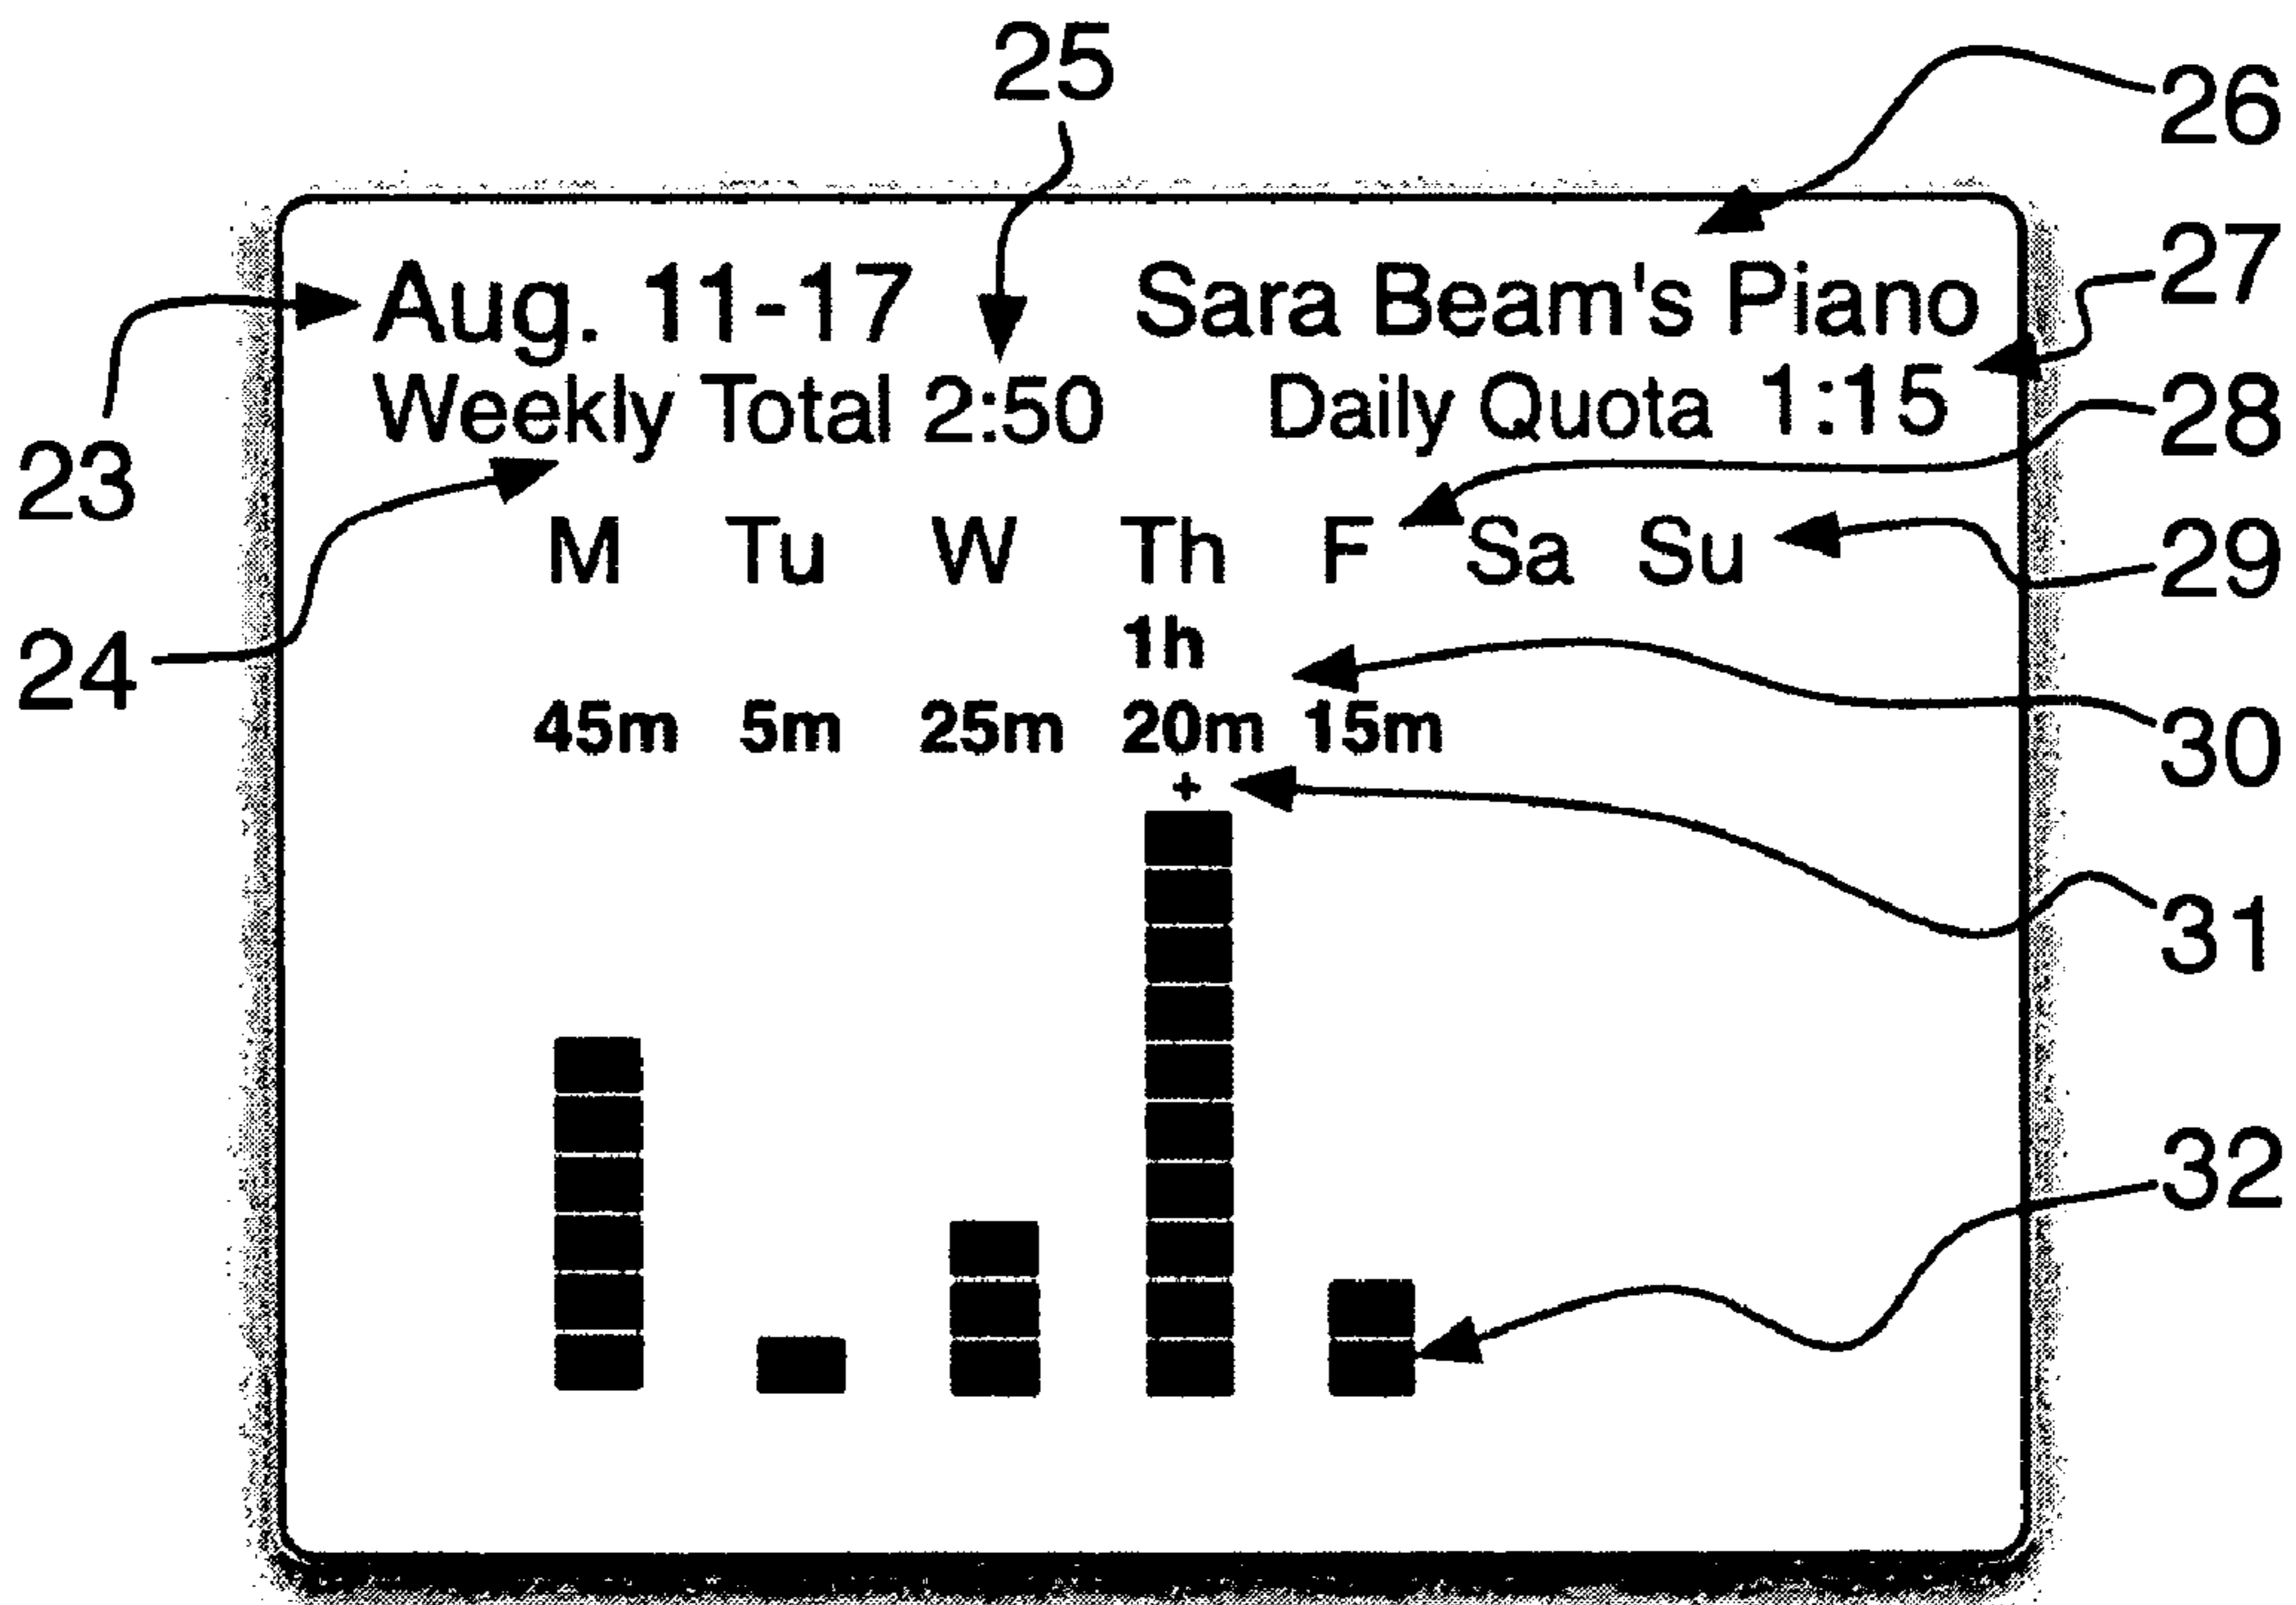 25
26
27
Aug. 11-17 Sara Beam's Piano
Weekly Total 2:50 Daily Quota 1:15
28
23
M Tu W Th F Sa Su
29
1h
24
45m 5m 25m 20m 15m
30
+
31
32